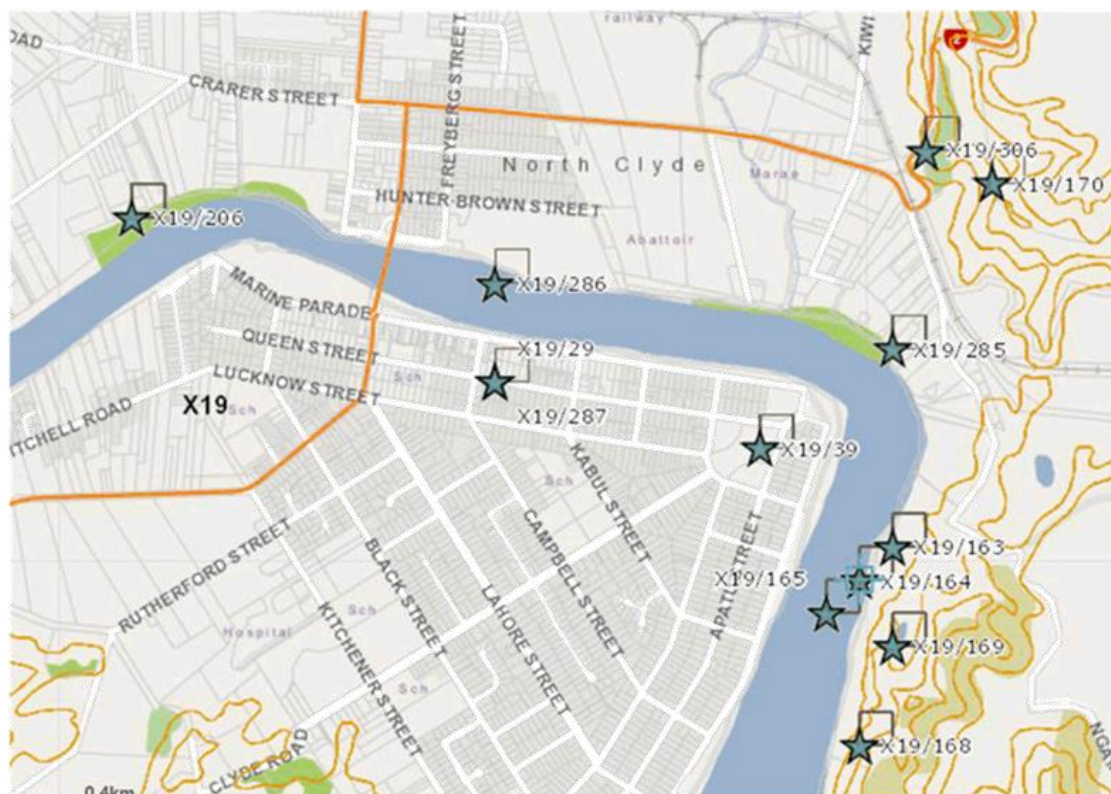 railway
KIWI
OAD
CRARER STREET
FREYBERG STREET
North Clyde
Marae
X19/306
X19/170
HUNTER-BROWN STREET
X19/206
Abattoir
X19/286
MARINE PARADE
QUEEN STREET
X19/29
X19/285
LUCKNOW STREET
Sch
X19
Sch
X19/287
ITCHELL ROAD
X19/39
KABUL STREET
Sch
CAMPBELL STREET
RUTHERFORD STREET
BLACK STREET
X19/163
X19/165
X19/164
LAHORE STREET
APATU STREET
Sch
Hospital
KITCHENER STREET
X19/169
Sch
X19/168
CLYDE ROAD
NGAM
0.4km